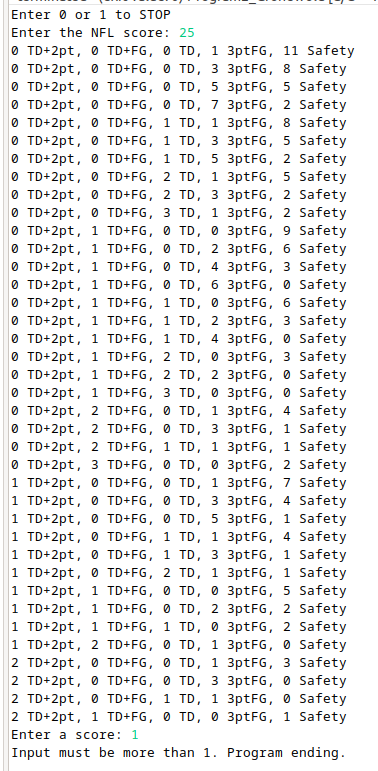 Enter 0 or 1 to STOP
Enter the NFL score: 25
0 TD+2pt, 0 TD+FG, 0 TD, 1 3ptFG, 11 Safety
0 TD+2pt, 0 TD+FG, 0 TD, 3 3ptFG, 8 Safety
0 TD+2pt, 0 TD+FG, 0 TD, 5 3ptFG, 5 Safety
0 TD+2pt, 0 TD+FG, 0 TD, 7 3ptFG, 2 Safety
0 TD+2pt, 0 TD+FG, 1 TD, 1 3ptFG, 8 Safety
0 TD+2pt, 0 TD+FG, 1 TD, 3 3ptFG, 5 Safety
0 TD+2pt, 0 TD+FG, 1 TD, 5 3ptFG, 2 Safety
0 TD+2pt, 0 TD+FG, 2 TD, 1 3ptFG, 5 Safety
0 TD+2pt, 0 TD+FG, 2 TD, 3 3ptFG, 2 Safety
0 TD+2pt, 0 TD+FG, 3 TD, 1 3ptFG, 2 Safety
0 TD+2pt, 1 TD+FG, 0 TD, 0 3ptFG, 9 Safety
0 TD+2pt, 1 TD+FG, 0 TD, 2 3ptFG, 6 Safety
0 TD+2pt, 1 TD+FG, 0 TD, 4 3ptFG, 3 Safety
0 TD+2pt, 1 TD+FG, 0 TD, 6 3ptFG, 0 Safety
0 TD+2pt, 1 TD+FG, 1 TD, 0 3ptFG, 6 Safety
0 TD+2pt, 1 TD+FG, 1 TD, 2 3ptFG, 3 Safety
0 TD+2pt, 1 TD+FG, 1 TD, 4 3ptFG, 0 Safety
0 TD+2pt, 1 TD+FG, 2 TD, 0 3ptFG, 3 Safety
0 TD+2pt, 1 TD+FG, 2 TD, 2 3ptFG, 0 Safety
0 TD+2pt, 1 TD+FG, 3 TD, 0 3ptFG, 0 Safety
0 TD+2pt, 2 TD+FG, 0 TD, 1 3ptFG, 4 Safety
0 TD+2pt, 2 TD+FG, 0 TD, 3 3ptFG, 1 Safety
0 TD+2pt, 2 TD+FG, 1 TD, 1 3ptFG, 1 Safety
0 TD+2pt, 3 TD+FG, 0 TD, 0 3ptFG, 2 Safety
1 TD+2pt, 0 TD+FG, 0 TD, 1 3ptFG, 7 Safety
1 TD+2pt, 0 TD+FG, 0 TD, 3 3ptFG, 4 Safety
1 TD+2pt, 0 TD+FG, 0 TD, 5 3ptFG, 1 Safety
1 TD+2pt, 0 TD+FG, 1 TD, 1 3ptFG, 4 Safety
1 TD+2pt, 0 TD+FG, 1 TD, 3 3ptFG, 1 Safety
1 TD+2pt, 0 TD+FG, 2 TD, 1 3ptFG, 1 Safety
1 TD+2pt, 1 TD+FG, 0 TD, 0 3ptFG, 5 Safety
1 TD+2pt, 1 TD+FG, 0 TD, 2 3ptFG, 2 Safety
1 TD+2pt, 1 TD+FG, 1 TD, 0 3ptFG, 2 Safety
1 TD+2pt, 2 TD+FG, 0 TD, 1 3ptFG, 0 Safety
2 TD+2pt, 0 TD+FG, 0 TD, 1 3ptFG, 3 Safety
2 TD+2pt, 0 TD+FG, 0 TD, 3 3ptFG, 0 Safety
2 TD+2pt, 0 TD+FG, 1 TD, 1 3ptFG, 0 Safety
2 TD+2pt, 1 TD+FG, 0 TD, 0 3ptFG, 1 Safety
Enter a score: 1
Input must be more than 1. Program ending.